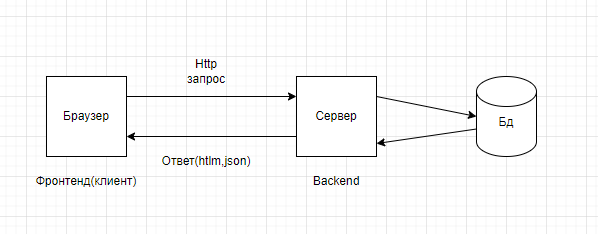 Http
запрос
Браузер
Сервер
Бд
Ответ(htlm,json)
Фронтенд(клиент)
Backend